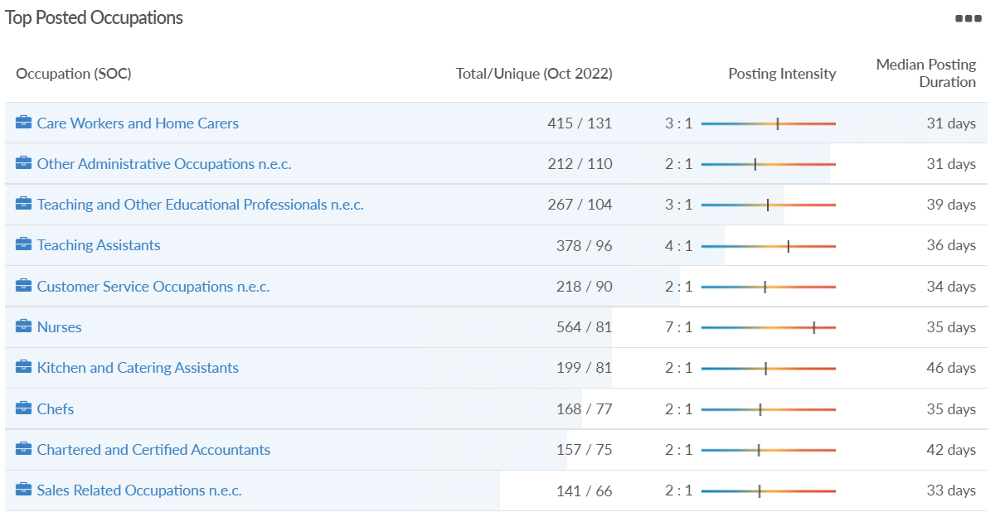 Top Posted Occupations
Occupation (SOC) Total/Unique (Oct 2022) Posting Intensity Median Posting Duration
Care Workers and Home Carers 415 / 131 3 : 1 31 days
Other Administrative Occupations n.e.c. 212 / 110 2 : 1 31 days
Teaching and Other Educational Professionals n.e.c. 267 / 104 3 : 1 39 days
Teaching Assistants 378 / 96 4 : 1 36 days
Customer Service Occupations n.e.c. 218 / 90 2 : 1 34 days
Nurses 564 / 81 7 : 1 35 days
Kitchen and Catering Assistants 199 / 81 2 : 1 46 days
Chefs 168 / 77 2 : 1 35 days
Chartered and Certified Accountants 157 / 75 2 : 1 42 days
Sales Related Occupations n.e.c. 141 / 66 2 : 1 33 days